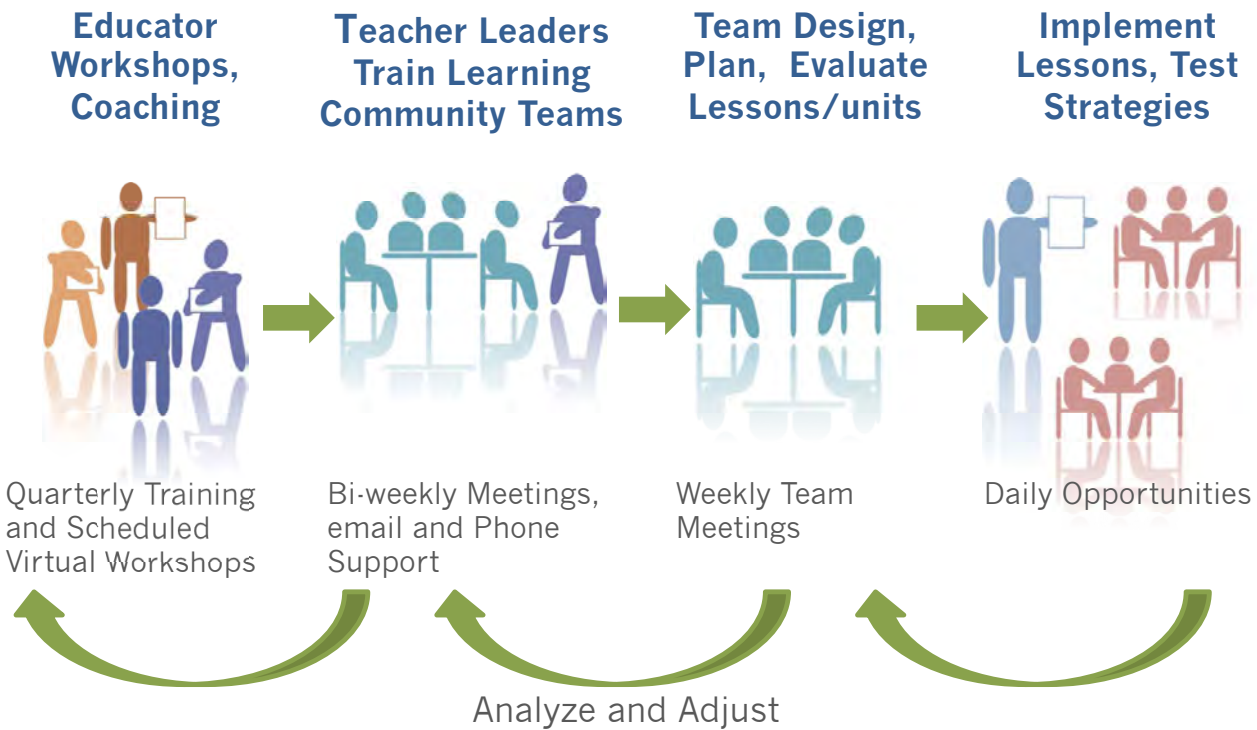 Educator
Workshops,
Coaching
Teacher Leaders
Train Learning
Community Teams
Team Design,
Plan, Evaluate
Lessons/units
Implement
Lessons, Test
Strategies
Quarterly Training
and Scheduled
Virtual Workshops
Bi-weekly Meetings,
email and Phone
Support
Weekly Team
Meetings
Daily Opportunities
Analyze and Adjust